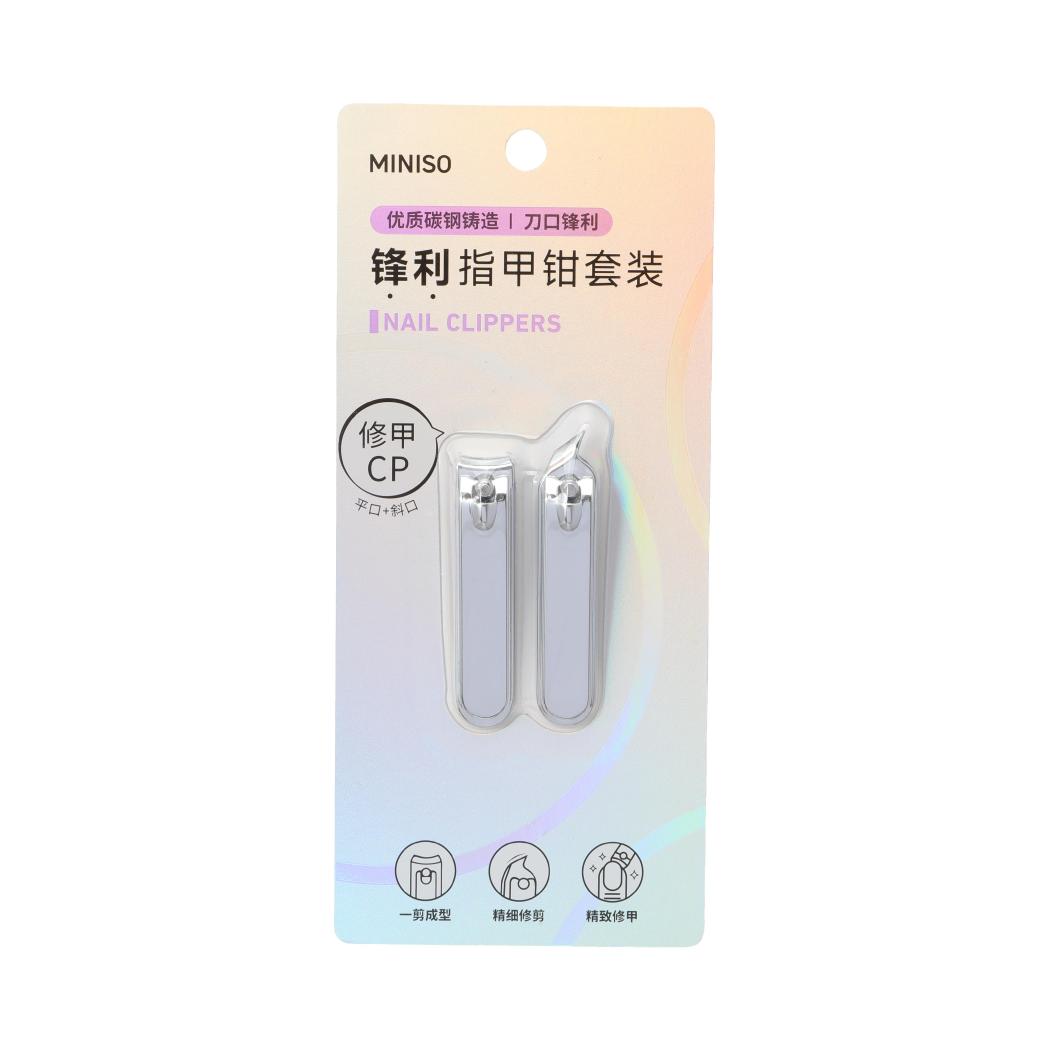 MINISO
优质碳钢铸造 | 刀口锋利
锋利指甲钳套装
NAIL CLIPPERS
修甲
CP
平口+斜口
一剪成型
精细修剪
精致修甲